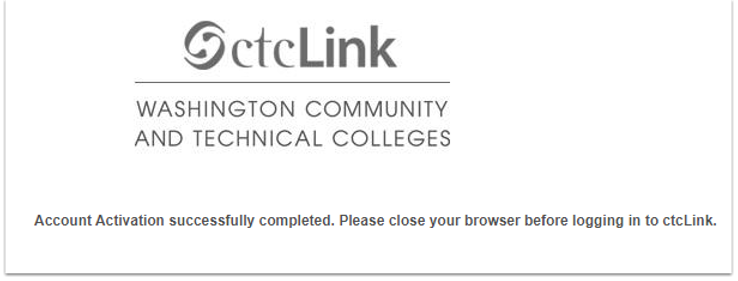 ctcLink
WASHINGTON COMMUNITY
AND TECHNICAL COLLEGES
Account Activation successfully completed. Please close your browser before logging in to ctcLink.